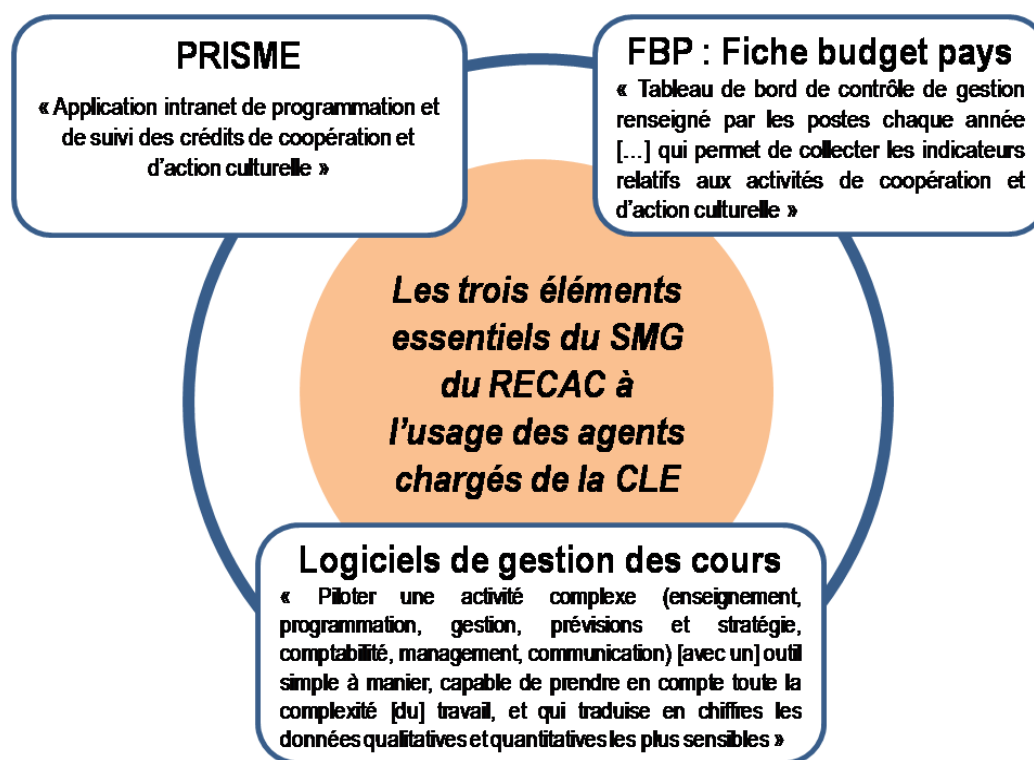 PRISME
« Application intranet de programmation et
de suivi des crédits de coopération et
d’action culturelle »
FBP : Fiche budget pays
« Tableau de bord de contrôle de gestion
renseigné par les postes chaque année
[…] qui permet de collecter les indicateurs
relatifs aux activités de coopération et
d’action culturelle »
Les trois éléments
essentiels du SMG
du RECAC à
l’usage des agents
chargés de la CLE
Logiciels de gestion des cours
« Piloter une activité complexe (enseignement,
programmation, gestion, prévisions et stratégie,
comptabilité, management, communication) [avec un] outil
simple à manier, capable de prendre en compte toute la
complexité [du] travail, et qui traduise en chiffres les
données qualitatives et quantitatives les plus sensibles »